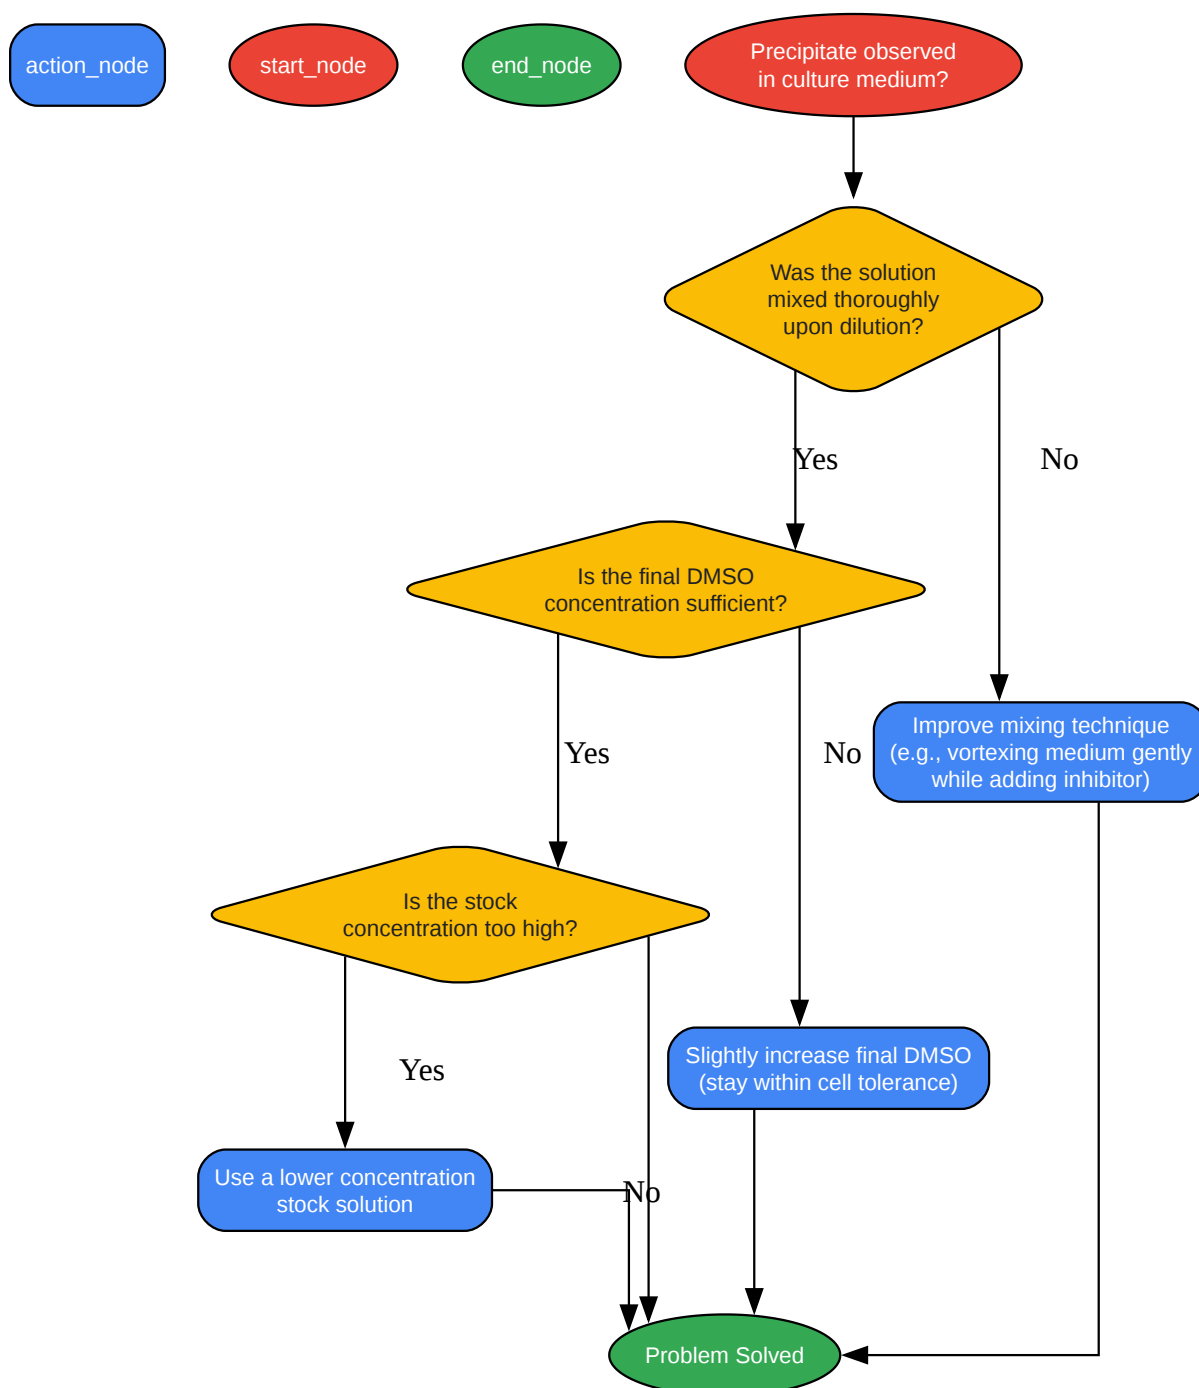 action_node
start_node
end_node
Precipitate observed
in culture medium?
Was the solution
mixed thoroughly
upon dilution?
Yes
No
Is the final DMSO
concentration sufficient?
Improve mixing technique
(e.g., vortexing medium gently
while adding inhibitor)
Yes
No
Is the stock
concentration too high?
Slightly increase final DMSO
(stay within cell tolerance)
Yes
Use a lower concentration
stock solution
No
Problem Solved